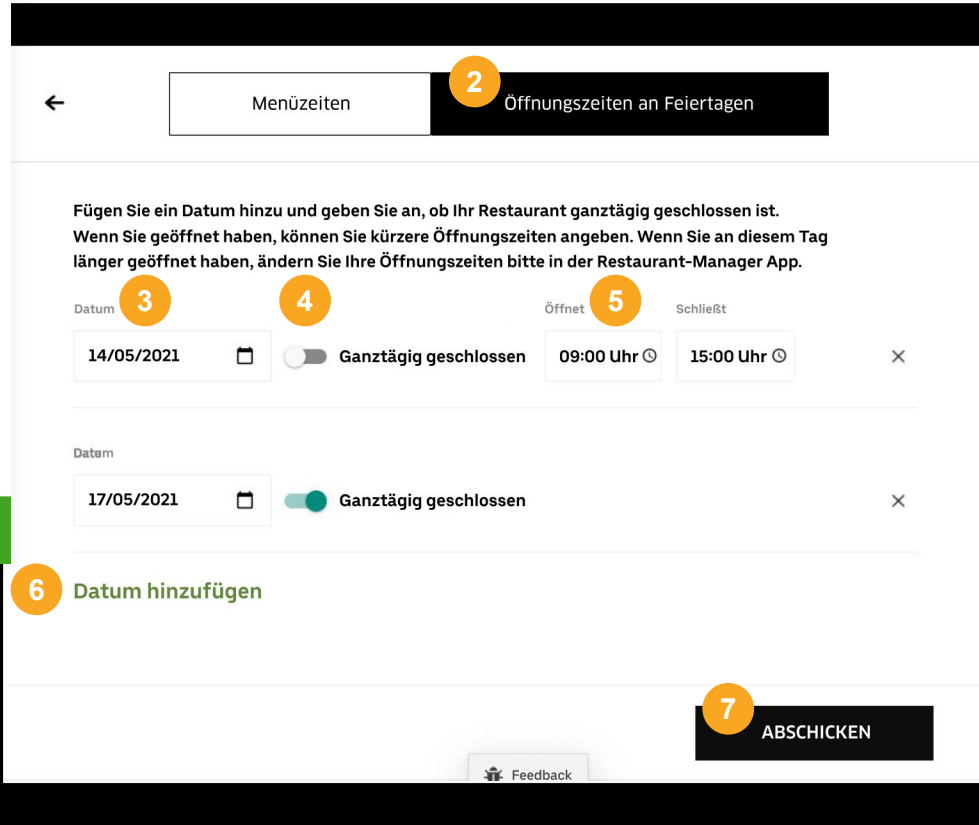 Menüzeiten
2
Öffnungszeiten an Feiertagen
Fügen Sie ein Datum hinzu und geben Sie an, ob Ihr Restaurant ganztägig geschlossen ist.
Wenn Sie geöffnet haben, können Sie kürzere Öffnungszeiten angeben. Wenn Sie an diesem Tag
länger geöffnet haben, ändern Sie Ihre Öffnungszeiten bitte in der Restaurant-Manager App.
Datum 3 4 Öffnet 5 Schließt
14/05/2021 Ganztägig geschlossen 09:00 Uhr 15:00 Uhr
Datum
17/05/2021 Ganztägig geschlossen
6 Datum hinzufügen
7
ABSCHICKEN
Feedback